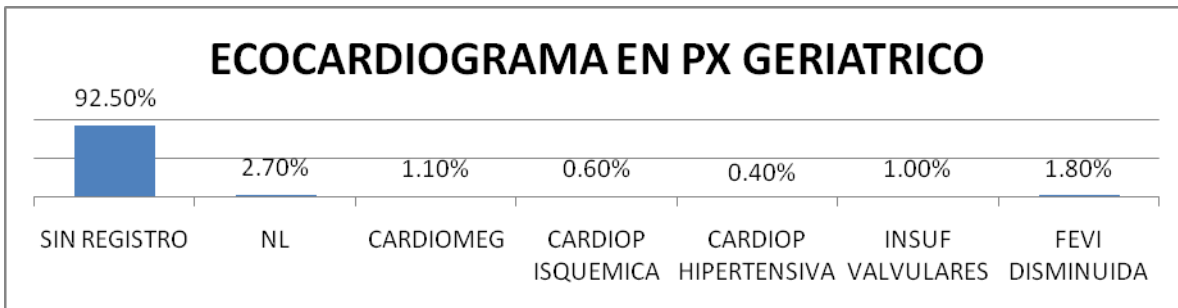 ECOCARDIOGRAMA EN PX GERIATRICO
92.50%
2.70%
1.10%
0.60%
0.40%
1.00%
1.80%
SIN REGISTRO
NL
CARDIOMEG
CARDIOP
ISQUEMICA
CARDIOP
HIPERTENSIVA
INSUF
VALVULARES
FEVI
DISMINUIDA